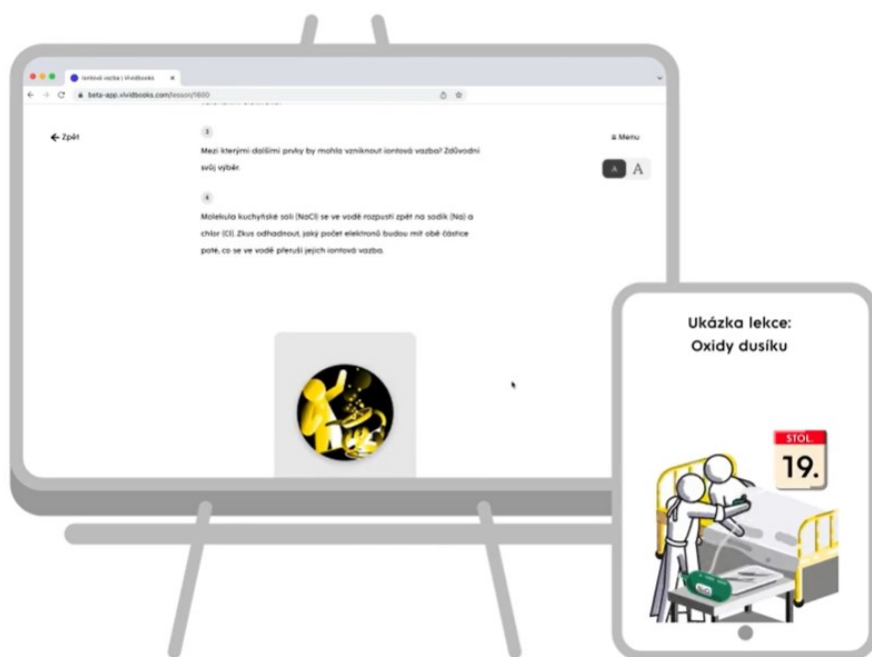 Iontová vazba | Vividbooks
beta-app.vividbooks.com/lesson/1600
Zpět
Menu
3
Mezi kterými dalšími prvky by mohla vzniknout iontová vazba? Zdůvodni
svůj výběr.
A A
4
Molekula kuchyňské soli (NaCl) se ve vodě rozpustí zpět na sodík (Na) a
chlor (Cl). Zkus odhadnout, jaký počet elektronů budou mít obě částice
poté, co se ve vodě přeruší jejich iontová vazba.
Ukázka lekce:
Oxidy dusíku
STOL.
19.